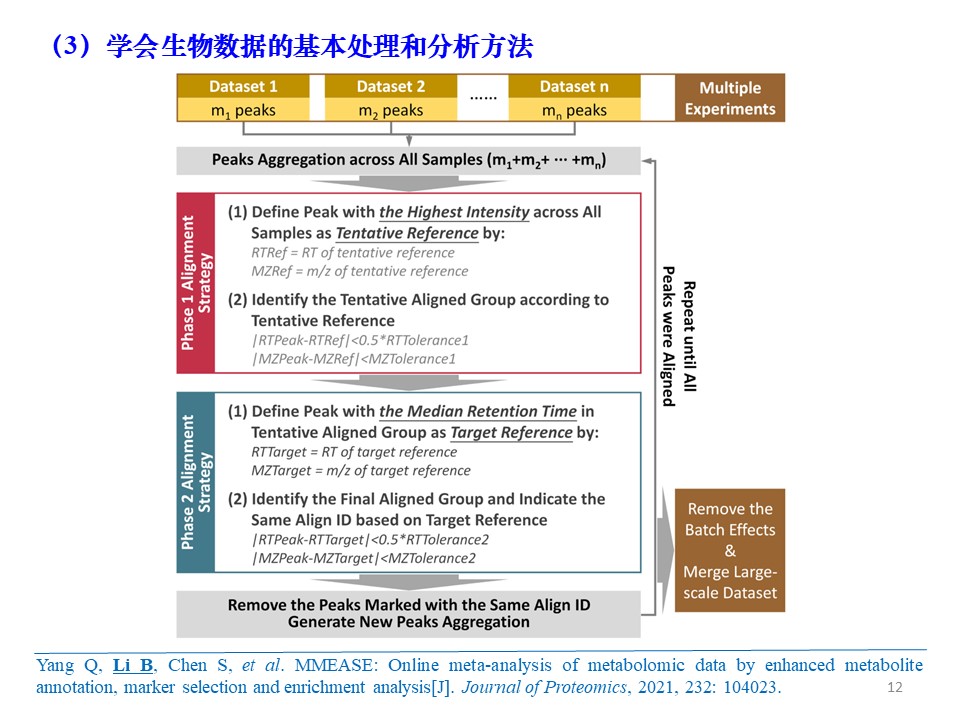 （3）学会生物数据的基本处理和分析方法
Dataset 1
Dataset 2
Dataset n
m1 peaks
m2 peaks
……
mn peaks
Multiple
Experiments
Peaks Aggregation across All Samples (m1+m2+ ··· +mn)
Phase 1 Alignment
Strategy
(1) Define Peak with the Highest Intensity across All
Samples as Tentative Reference by:
RTRef = RT of tentative reference
MZRef = m/z of tentative reference
(2) Identify the Tentative Aligned Group according to
Tentative Reference
|RTPeak-RTRef|<0.5*RTTolerance1
|MZPeak-MZRef|<MZTolerance1
Repeat until All
Peaks were Aligned
Phase 2 Alignment
Strategy
(1) Define Peak with the Median Retention Time in
Tentative Aligned Group as Target Reference by:
RTTarget = RT of target reference
MZTarget = m/z of target reference
(2) Identify the Final Aligned Group and Indicate the
Same Align ID based on Target Reference
|RTPeak-RTTarget|<0.5*RTTolerance2
|MZPeak-MZTarget|<MZTolerance2
Remove the
Batch Effects
&
Merge Large-
scale Dataset
Remove the Peaks Marked with the Same Align ID
Generate New Peaks Aggregation
Yang Q, Li B, Chen S, et al. MMEASE: Online meta-analysis of metabolomic data by enhanced metabolite
annotation, marker selection and enrichment analysis[J]. Journal of Proteomics, 2021, 232: 104023.
12